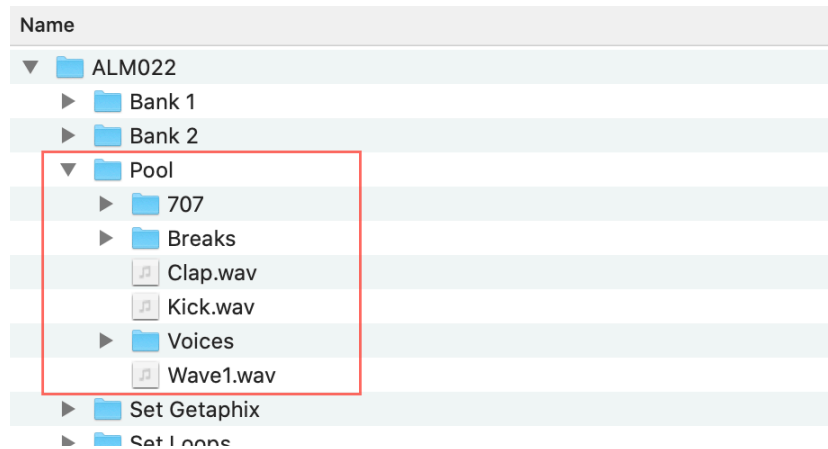 Name
ALM022
Bank 1
Bank 2
Pool
707
Breaks
Clap.wav
Kick.wav
Voices
Wave1.wav
Set Getaphix
Set Loops